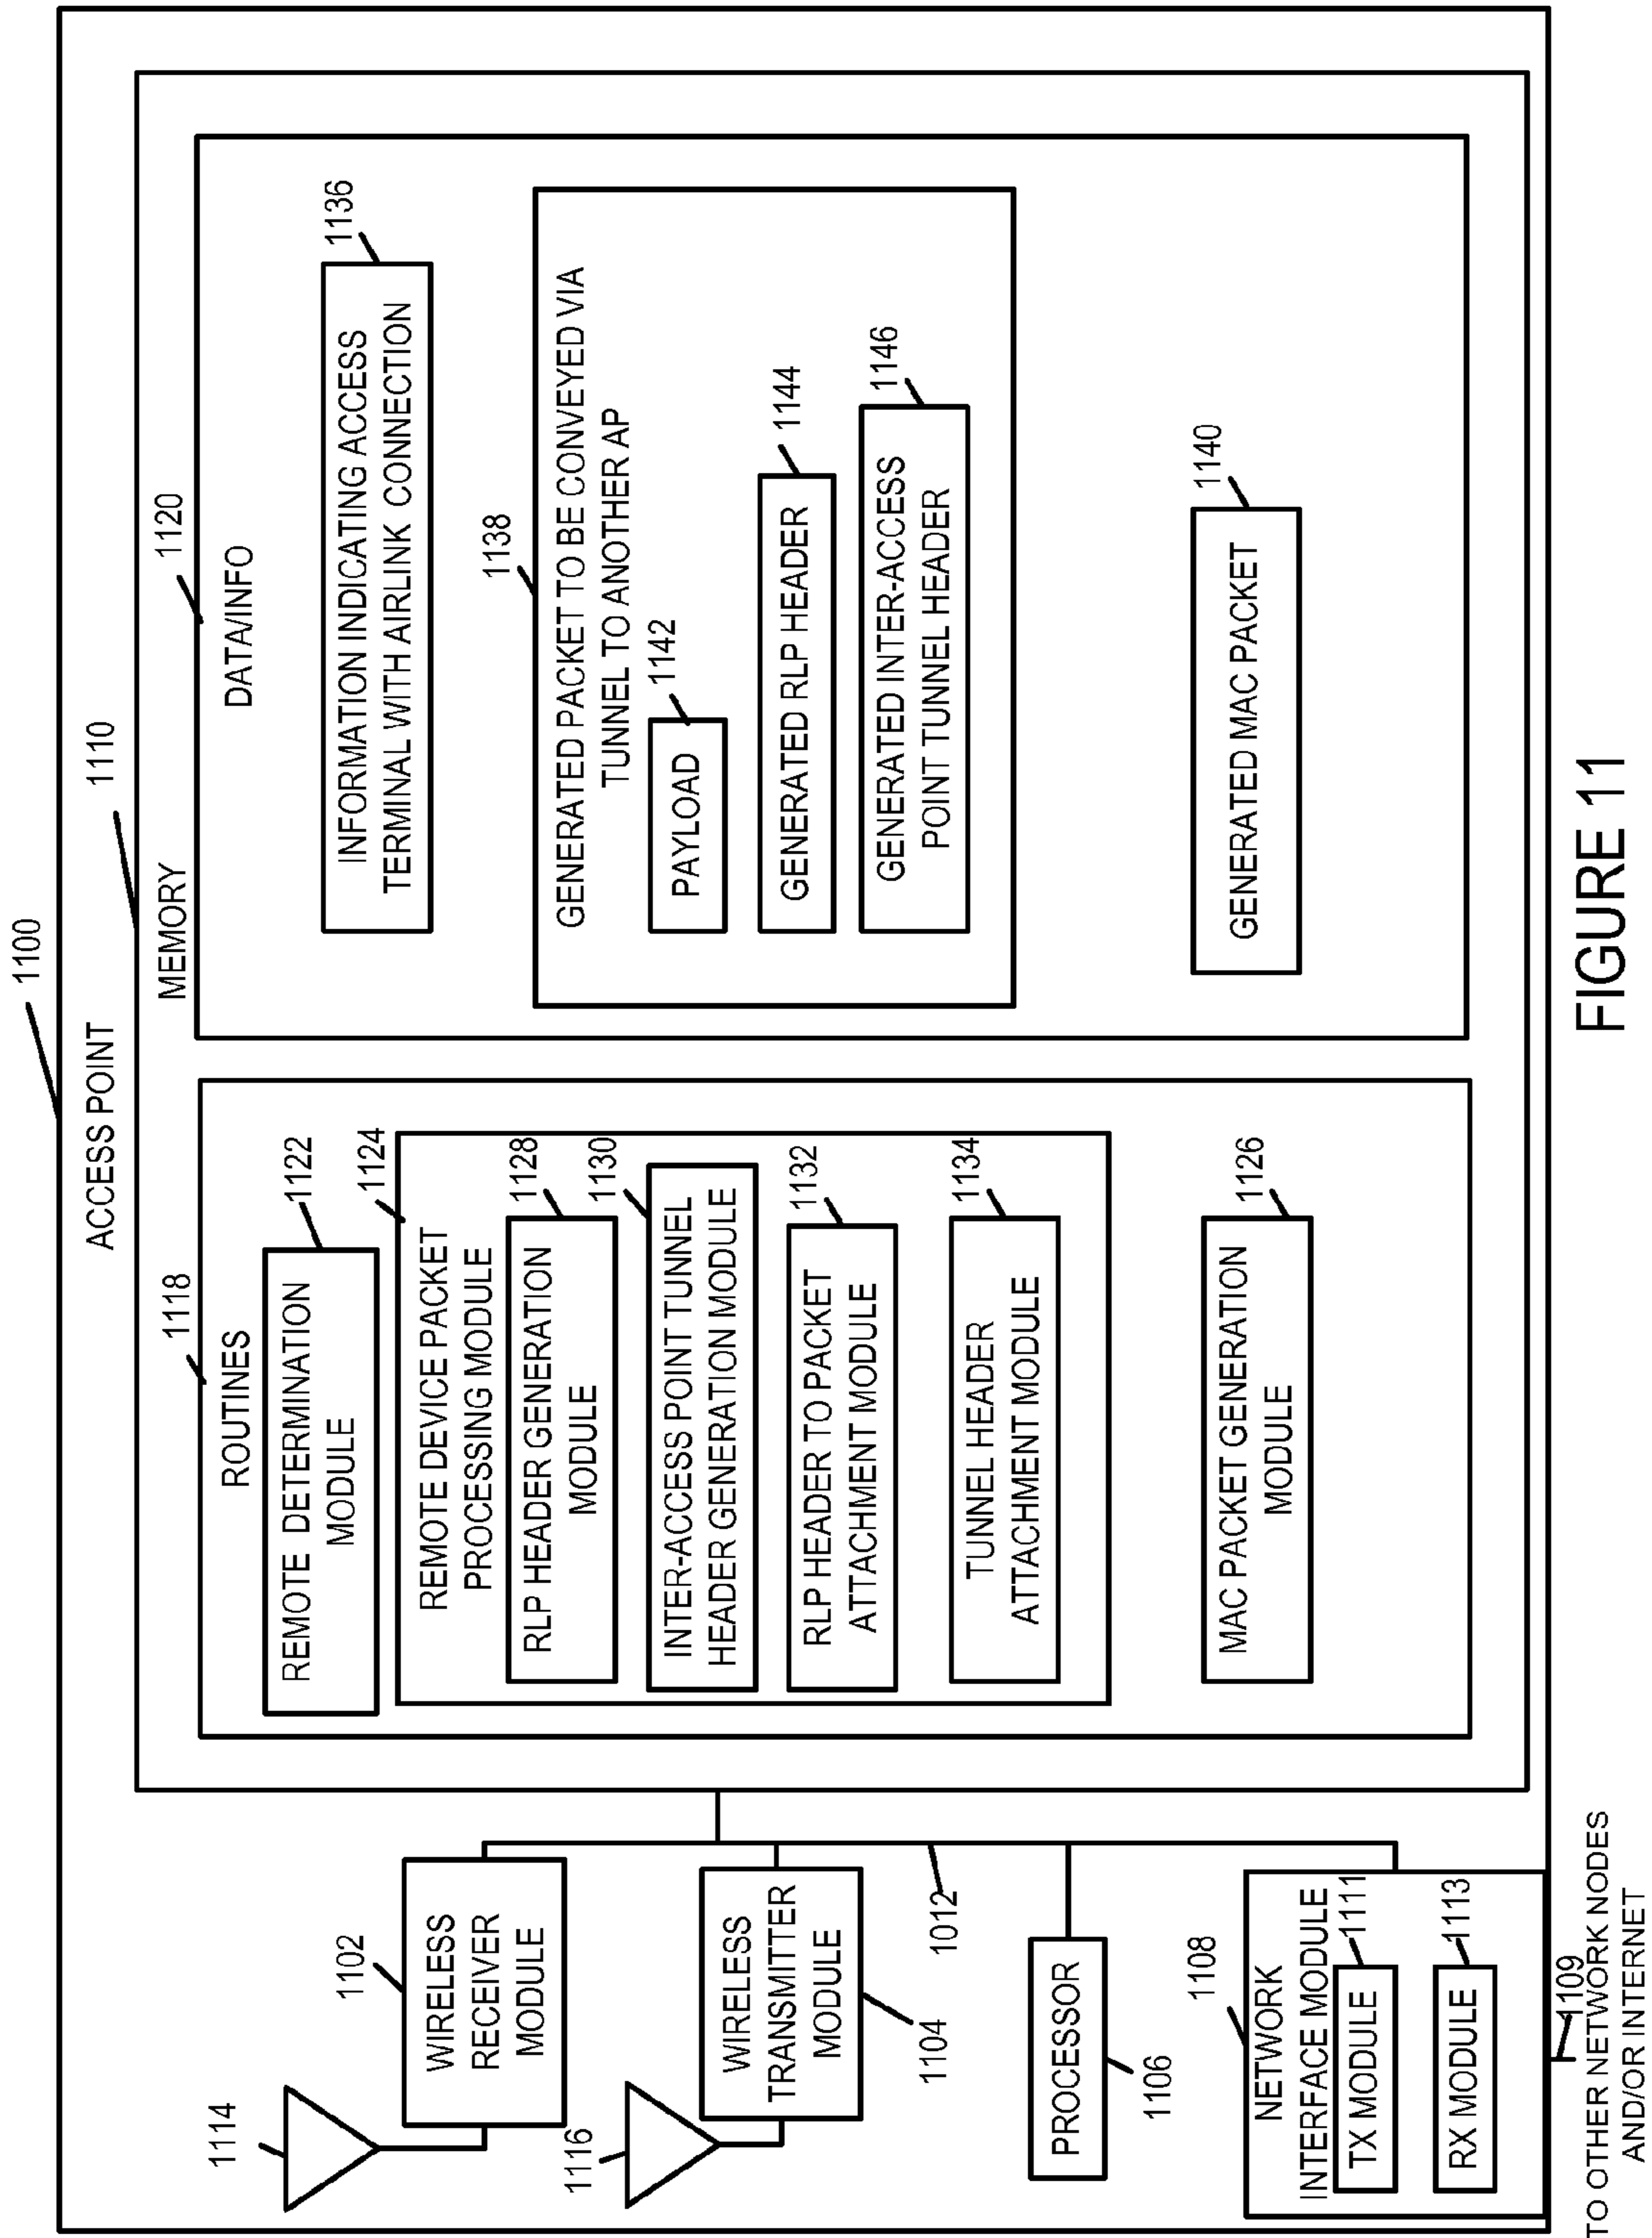 1100
ACCESS POINT
1110
MEMORY
1114
1102
WIRELESS
RECEIVER
MODULE
1116
WIRELESS
TRANSMITTER
MODULE
1104
1012
PROCESSOR
1106
1108
NETWORK
INTERFACE MODULE
TX MODULE
1111
RX MODULE
1113
1109
TO OTHER NETWORK NODES
AND/OR INTERNET
1118
ROUTINES
1122
REMOTE DETERMINATION
MODULE
1124
REMOTE DEVICE PACKET
PROCESSING MODULE
1128
RLP HEADER GENERATION
MODULE
1130
INTER-ACCESS POINT TUNNEL
HEADER GENERATION MODULE
1132
RLP HEADER TO PACKET
ATTACHMENT MODULE
1134
TUNNEL HEADER
ATTACHMENT MODULE
1126
MAC PACKET GENERATION
MODULE
1120
DATA/INFO
1136
INFORMATION INDICATING ACCESS
TERMINAL WITH AIRLINK CONNECTION
1138
GENERATED PACKET TO BE CONVEYED VIA
TUNNEL TO ANOTHER AP
1142
PAYLOAD
1144
GENERATED RLP HEADER
1146
GENERATED INTER-ACCESS
POINT TUNNEL HEADER
1140
GENERATED MAC PACKET
FIGURE 11